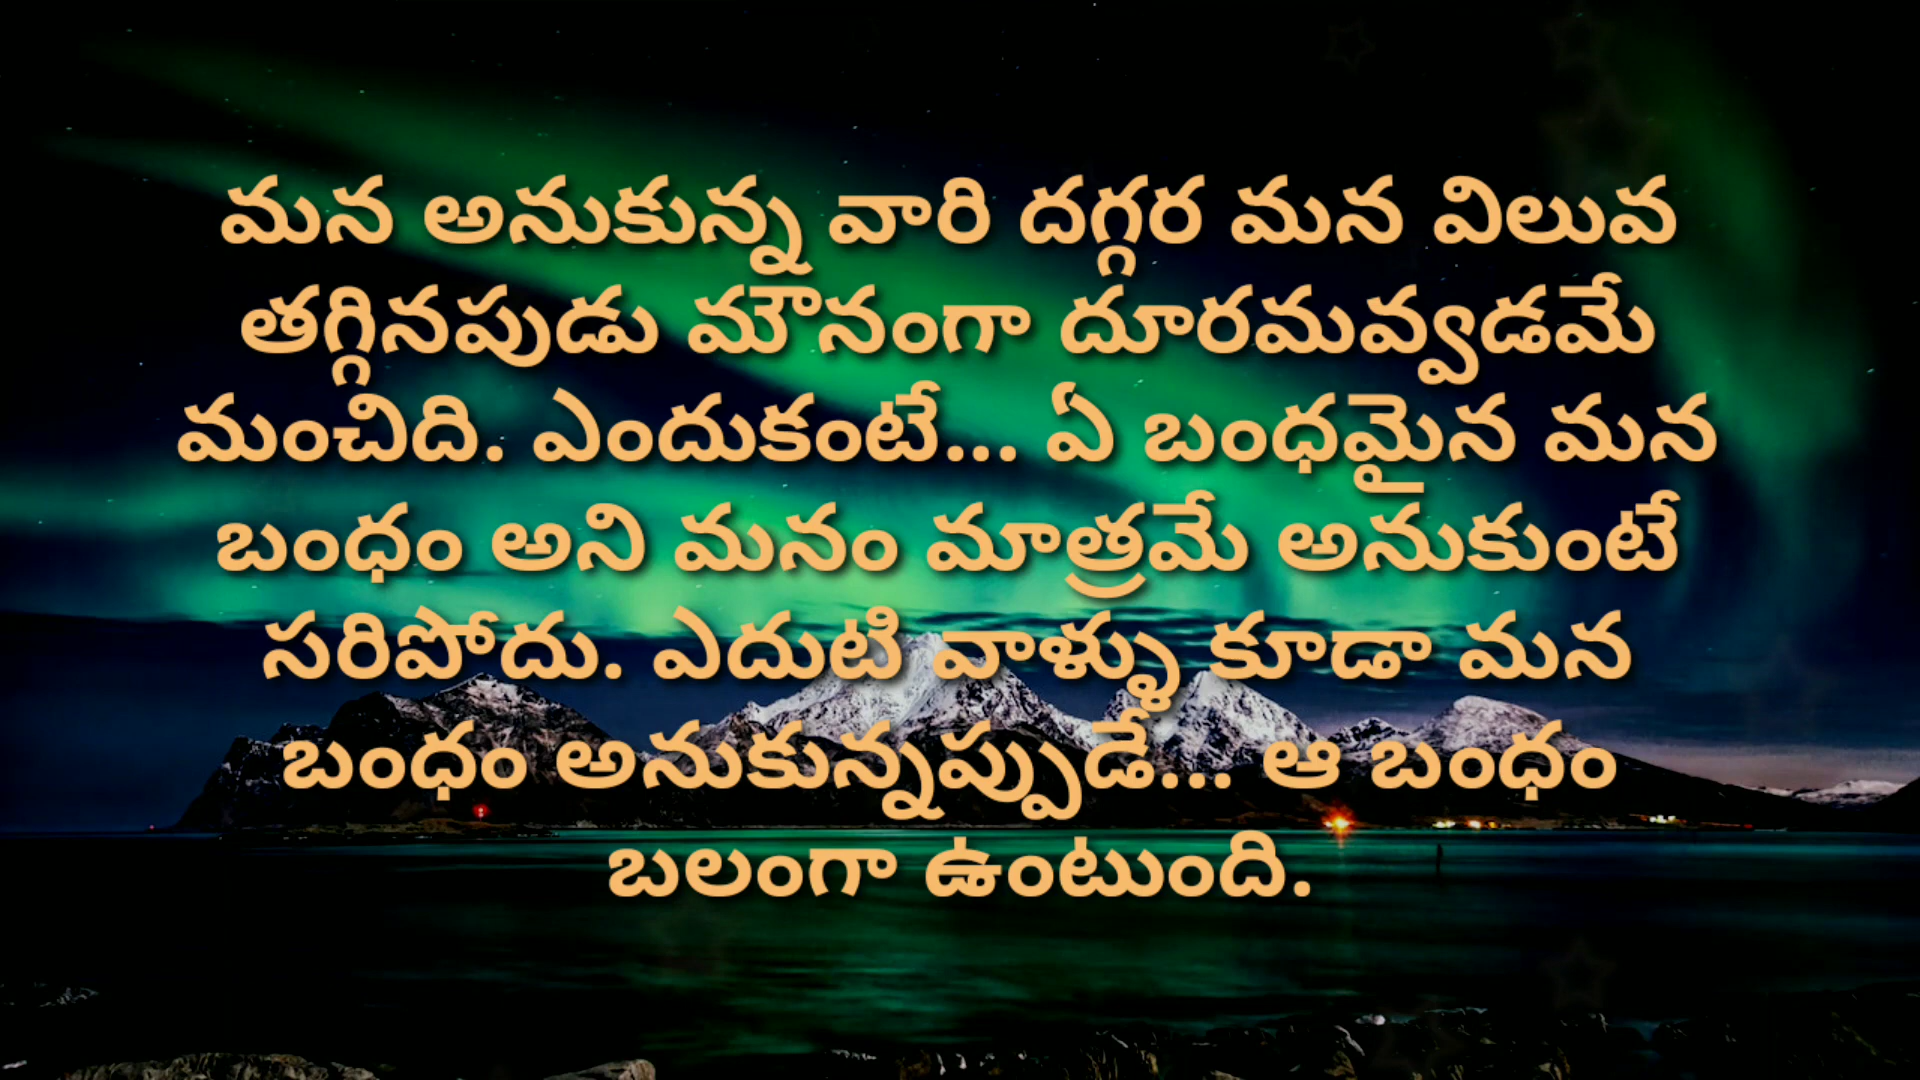 మన అనుకున్న వారి దగ్గర మన విలువ
తగ్గినపుడు మౌనంగా దూరమవ్వడమే
మంచిది. ఎందుకంటే... ఏ బంధమైన మన
బంధం అని మనం మాత్రమే అనుకుంటే
సరిపోదు. ఎదుటి వాళ్ళు కూడా మన
బంధం అనుకున్నప్పుడే... ఆ బంధం
బలంగా ఉంటుంది.